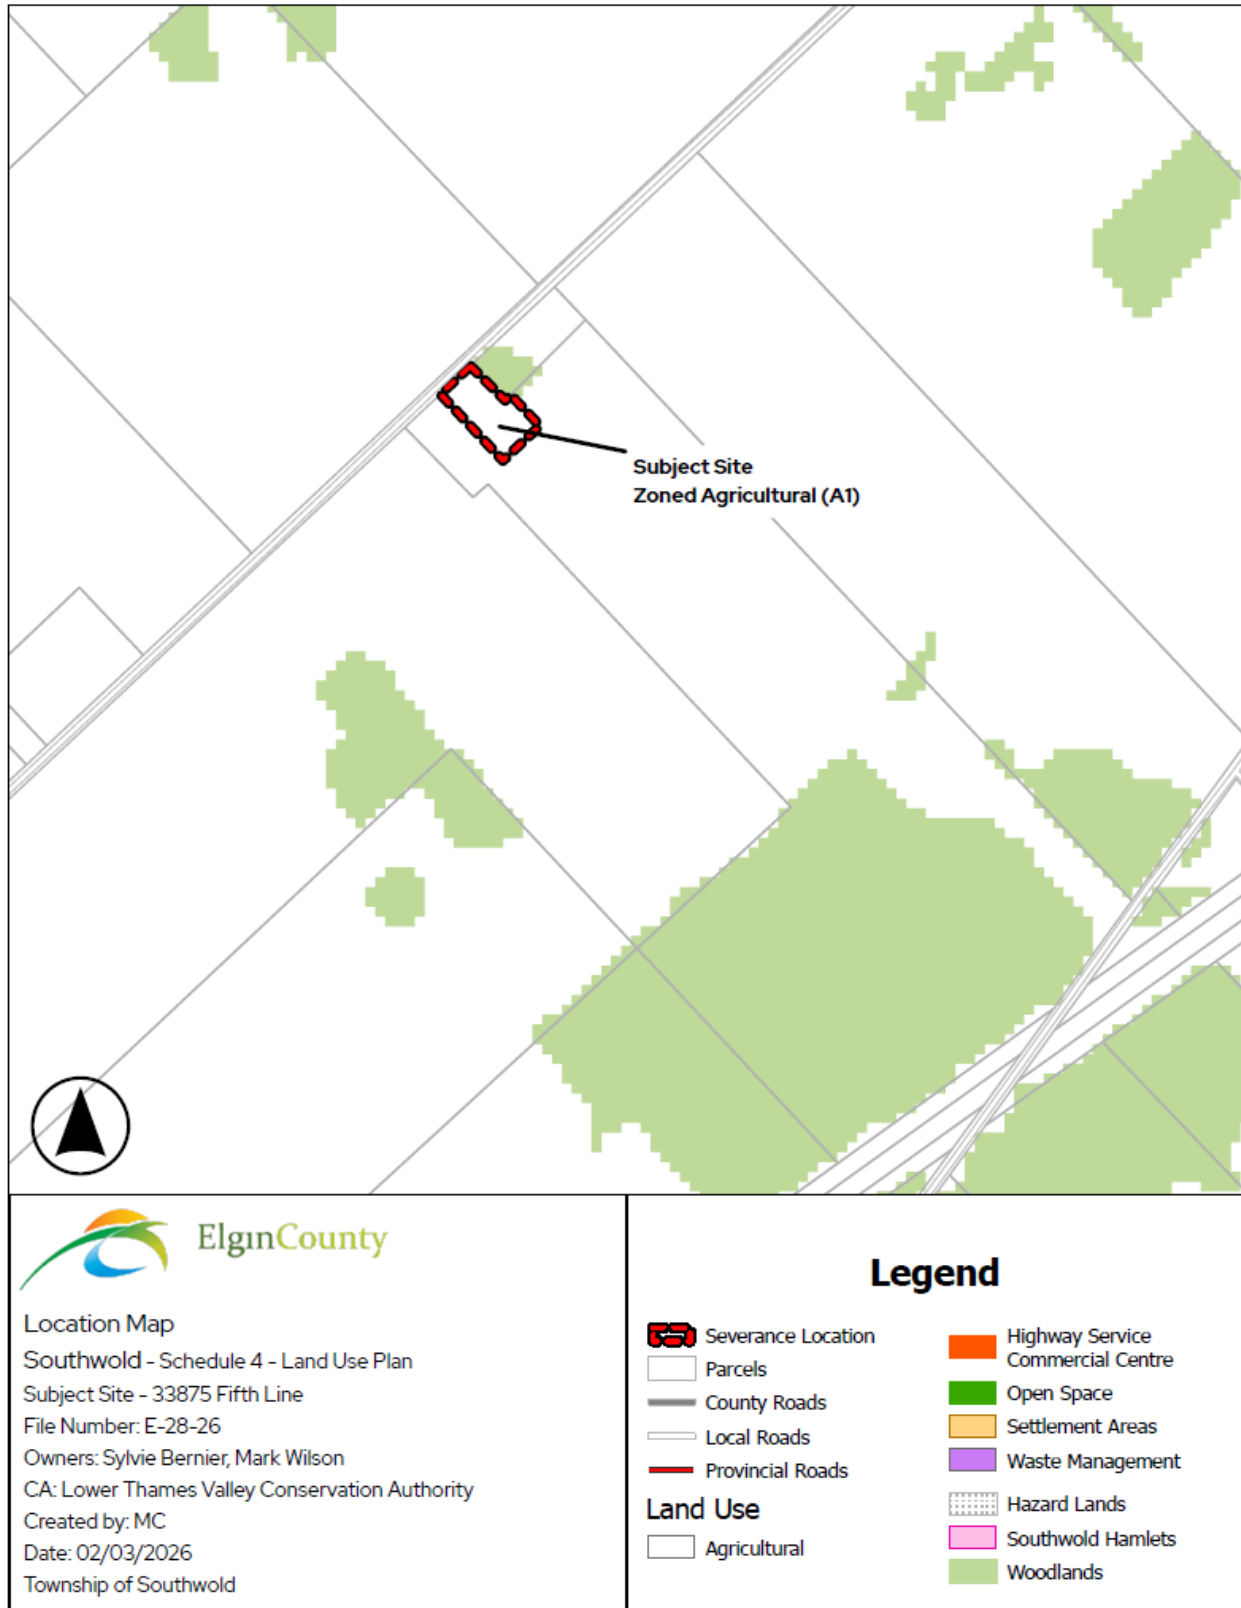 Subject Site
Zoned Agricultural (A1)
ElginCounty
Location Map
Southwold - Schedule 4 - Land Use Plan
Subject Site - 33875 Fifth Line
File Number: E-28-26
Owners: Sylvie Bernier, Mark Wilson
CA: Lower Thames Valley Conservation Authority
Created by: MC
Date: 02/03/2026
Township of Southwold
Legend
Severance Location
Parcels
County Roads
Local Roads
Provincial Roads
Land Use
Agricultural
Highway Service
Commercial Centre
Open Space
Settlement Areas
Waste Management
Hazard Lands
Southwold Hamlets
Woodlands